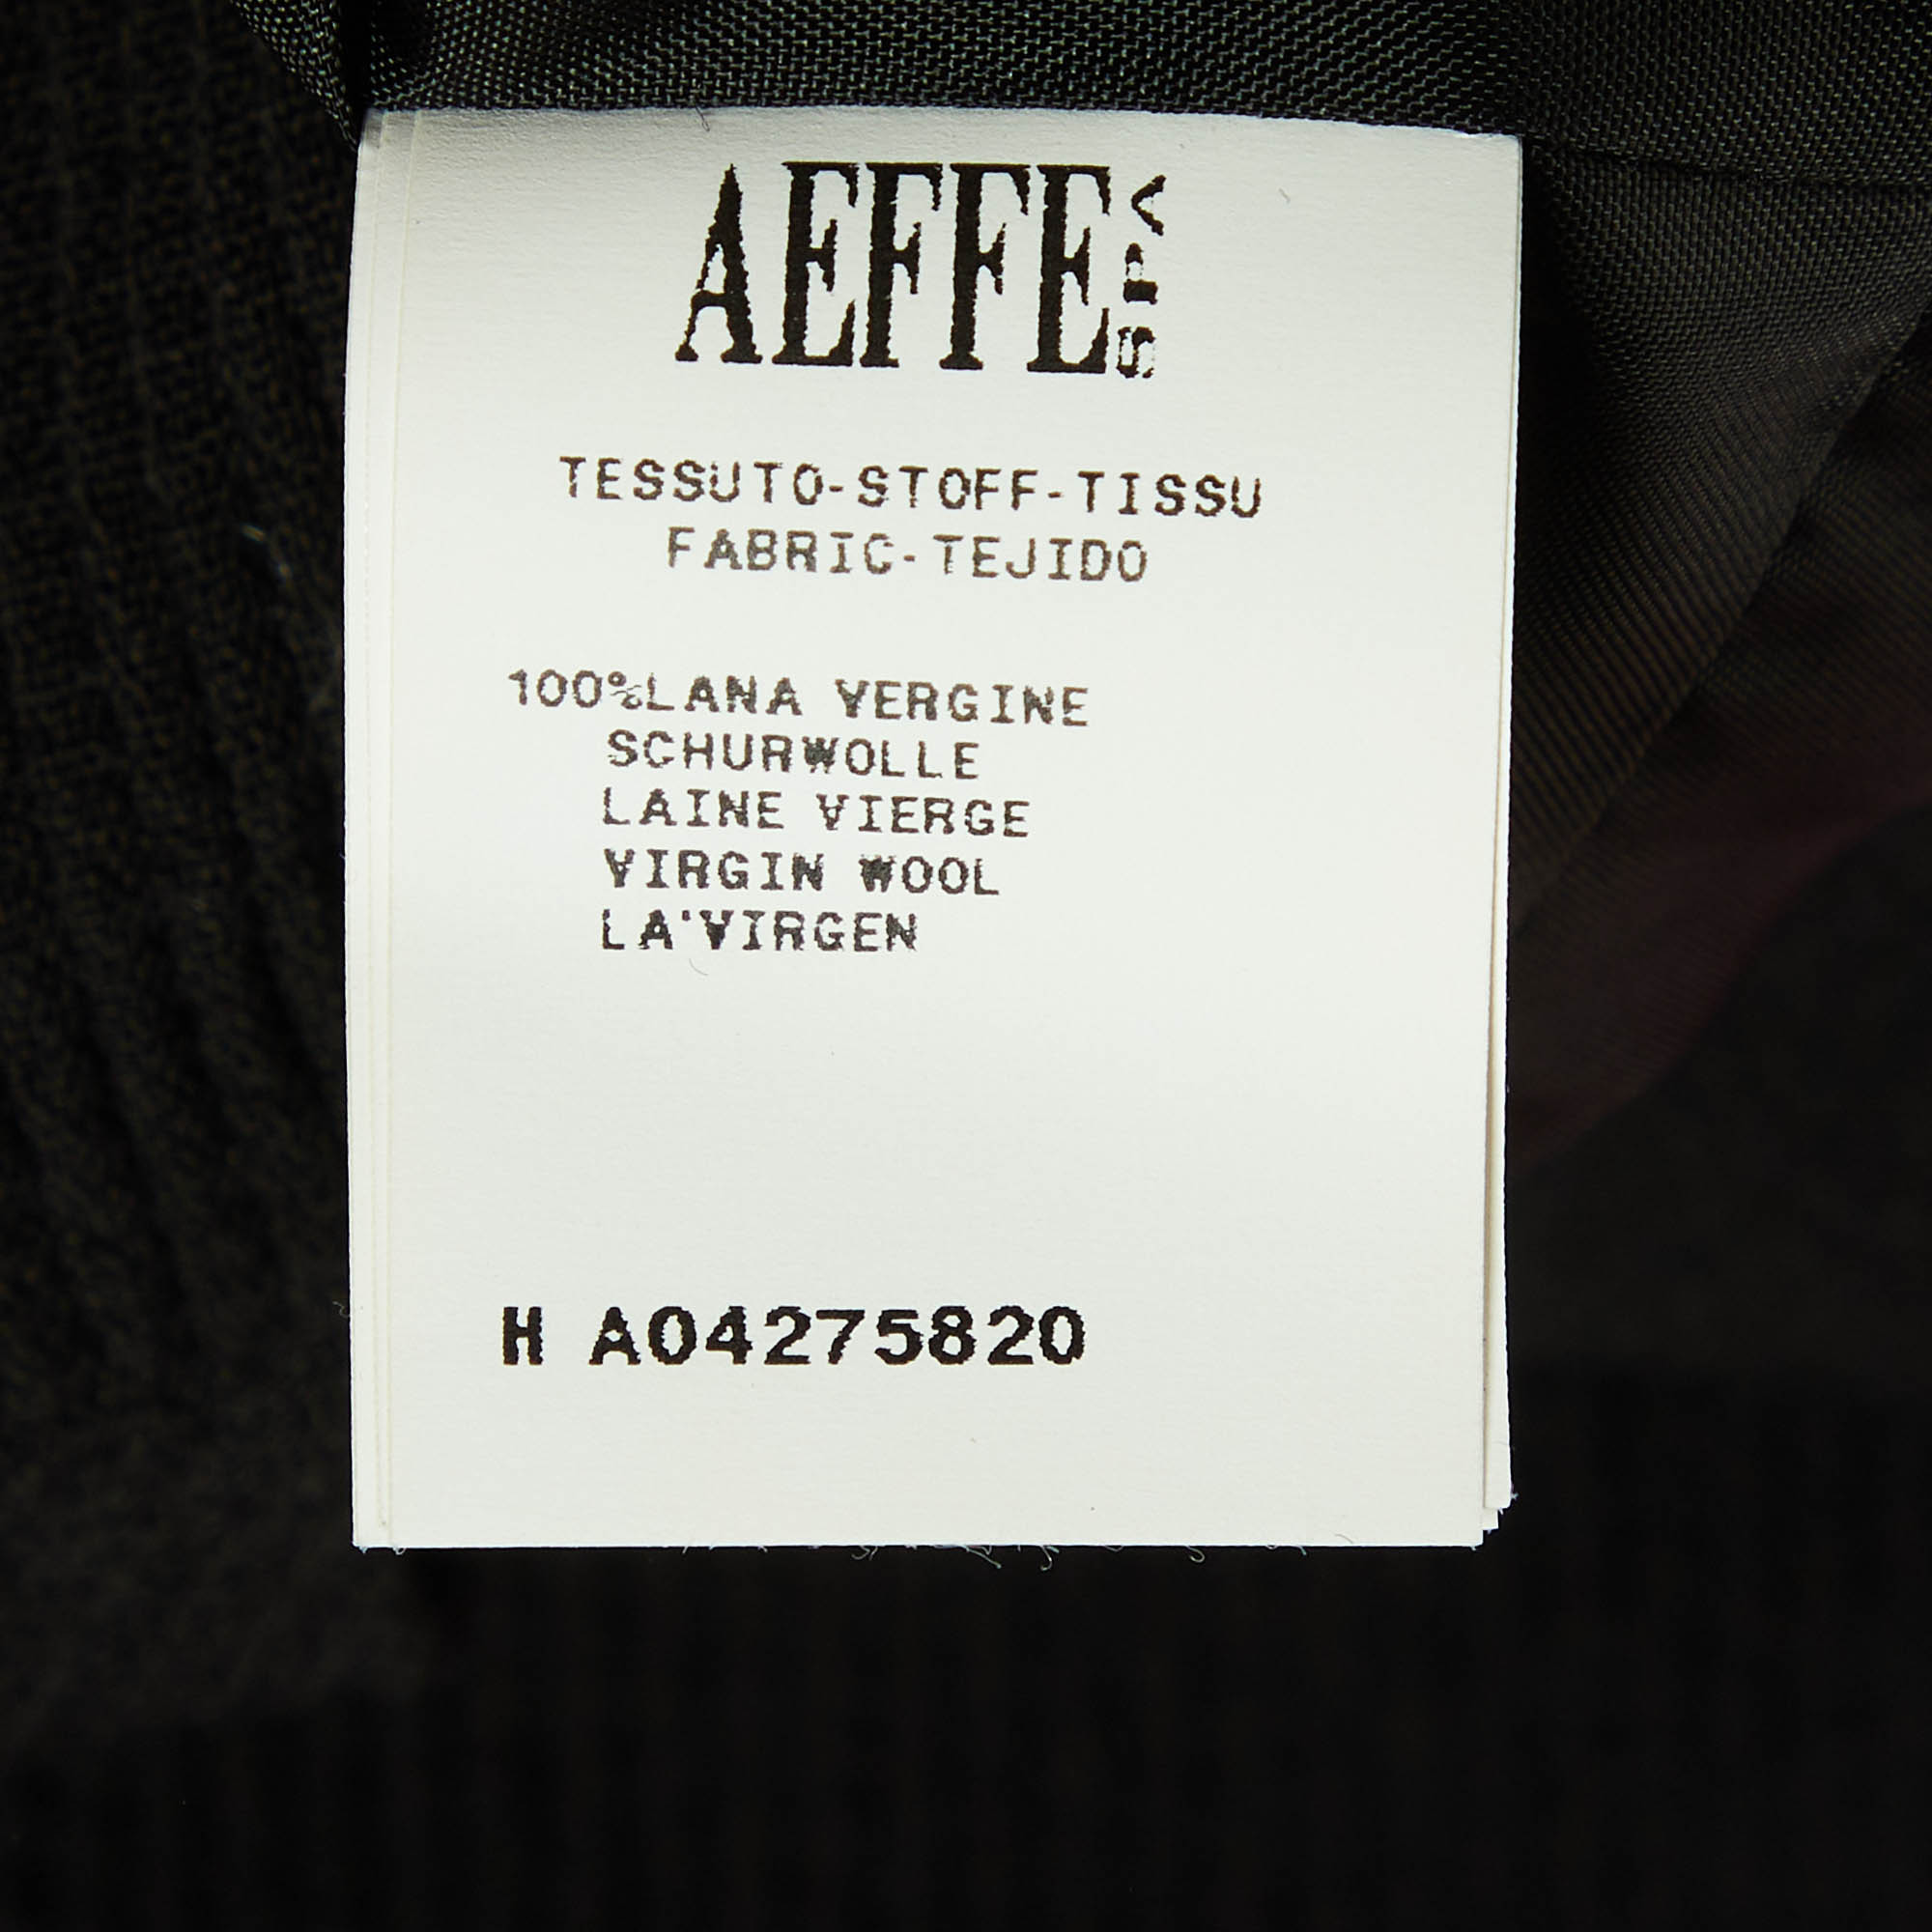 AEFFE SPA
TESSUTO-STOFF-TISSU
FABRIC-TEJIDO
100%LANA VERGINE
SCHURWOLLE
LAINE VIERGE
VIRGIN WOOL
LA'VIRGEN
H A04275820